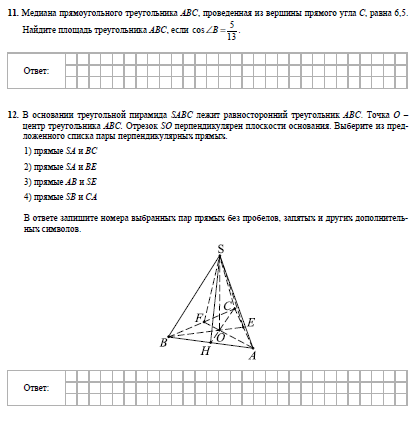 11. Медиана прямоугольного треугольника ABC, проведенная из вершины прямого угла C, равна 6,5.
Найдите площадь треугольника ABC, если cos∠B = 5/13.
Ответ:
12. В основании треугольной пирамида SABC лежит равносторонний треугольник ABC. Точка O –
центр треугольника ABC. Отрезок SO перпендикулярен плоскости основания. Выберите из пред-
ложенного списка пары перпендикулярных прямых.
1) прямые SA и BC
2) прямые SA и BE
3) прямые AB и SE
4) прямые SB и CA
В ответе запишите номера выбранных пар прямых без пробелов, запятых и других дополнитель-
ных символов.
S
C
F
E
O
B
H
A
Ответ: